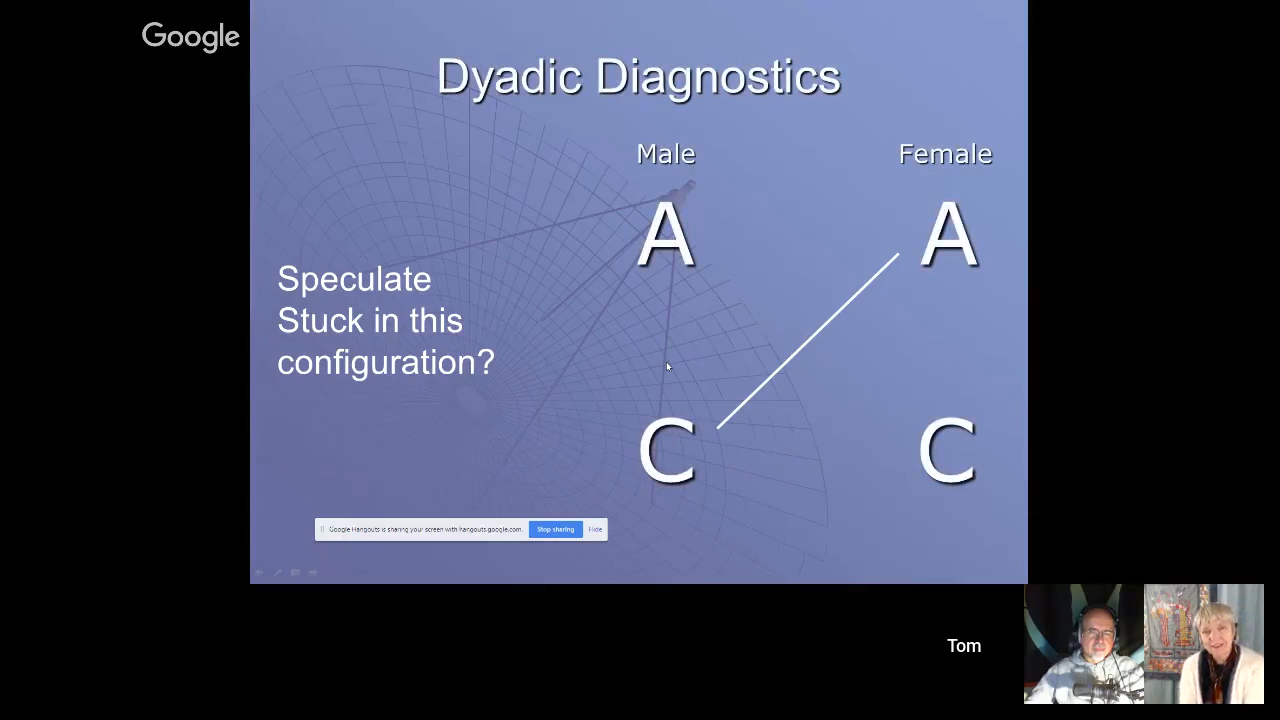 Google
Dyadic Diagnostics
Male
Female
A
A
Speculate
Stuck in this
configuration?
C
C
Google Hangouts is sharing your screen with hangouts.google.com.
Stop sharing
Hide
Tom